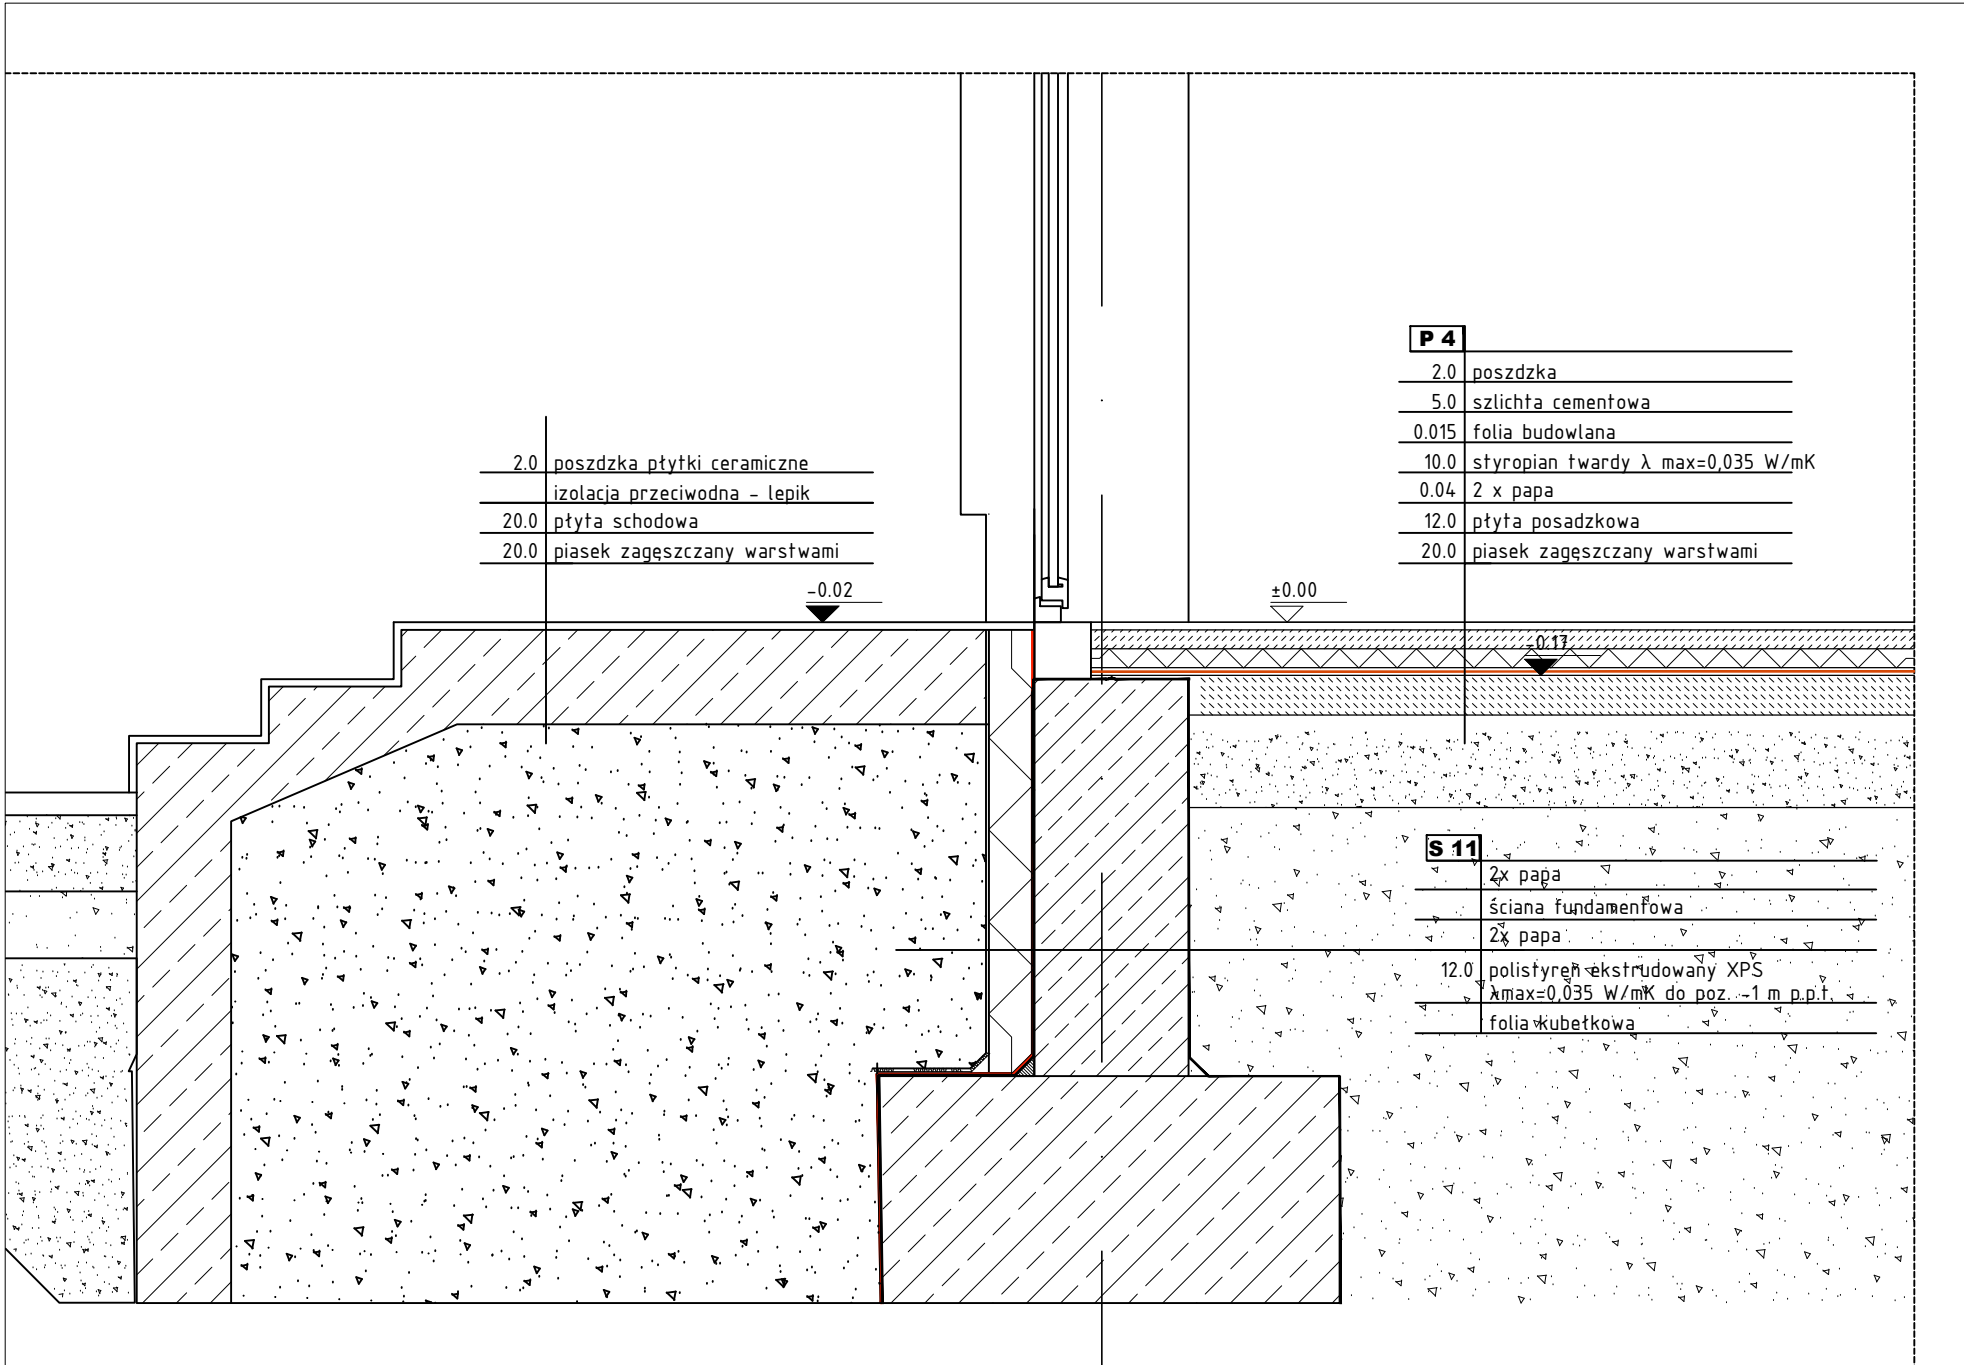 P 4
2.0 poszdzka
5.0 szlichta cementowa
0.015 folia budowlana
10.0 styropian twardy λ max=0,035 W/mK
0.04 2 x papa
12.0 płyta posadzkowa
20.0 piasek zagęszczany warstwami
2.0 poszdzka płytki ceramiczne
izolacja przeciwodna - lepik
20.0 płyta schodowa
20.0 piasek zagęszczany warstwami
-0.02
±0.00
-0.17
S 11
2x papa
ściana fundamentowa
2x papa
12.0 polistyren ekstrudowany XPS
λmax=0,035 W/mK do poz. -1 m p.p.t.
folia kubełkowa